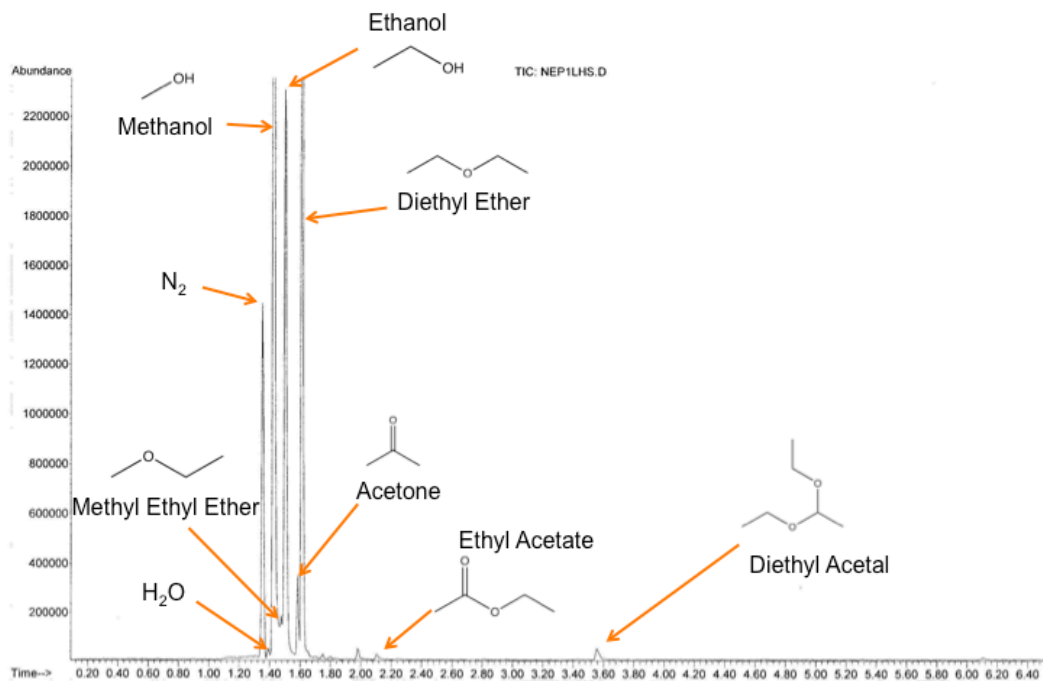 Ethanol
OH
Abundance
TIC: NEP1LHS.D
OH
2200000
Methanol
2000000
O
Diethyl Ether
1800000
1600000
N₂
1400000
1200000
1000000
O
800000
O
Acetone
O
Methyl Ethyl Ether
600000
O
Ethyl Acetate
O
Diethyl Acetal
400000
H₂O
O
200000
Time-->
0.20 0.40 0.60 0.80 1.00 1.20 1.40 1.60 1.80 2.00 2.20 2.40 2.60 2.80 3.00 3.20 3.40 3.60 3.80 4.00 4.20 4.40 4.60 4.80 5.00 5.20 5.40 5.60 5.80 6.00 6.20 6.40